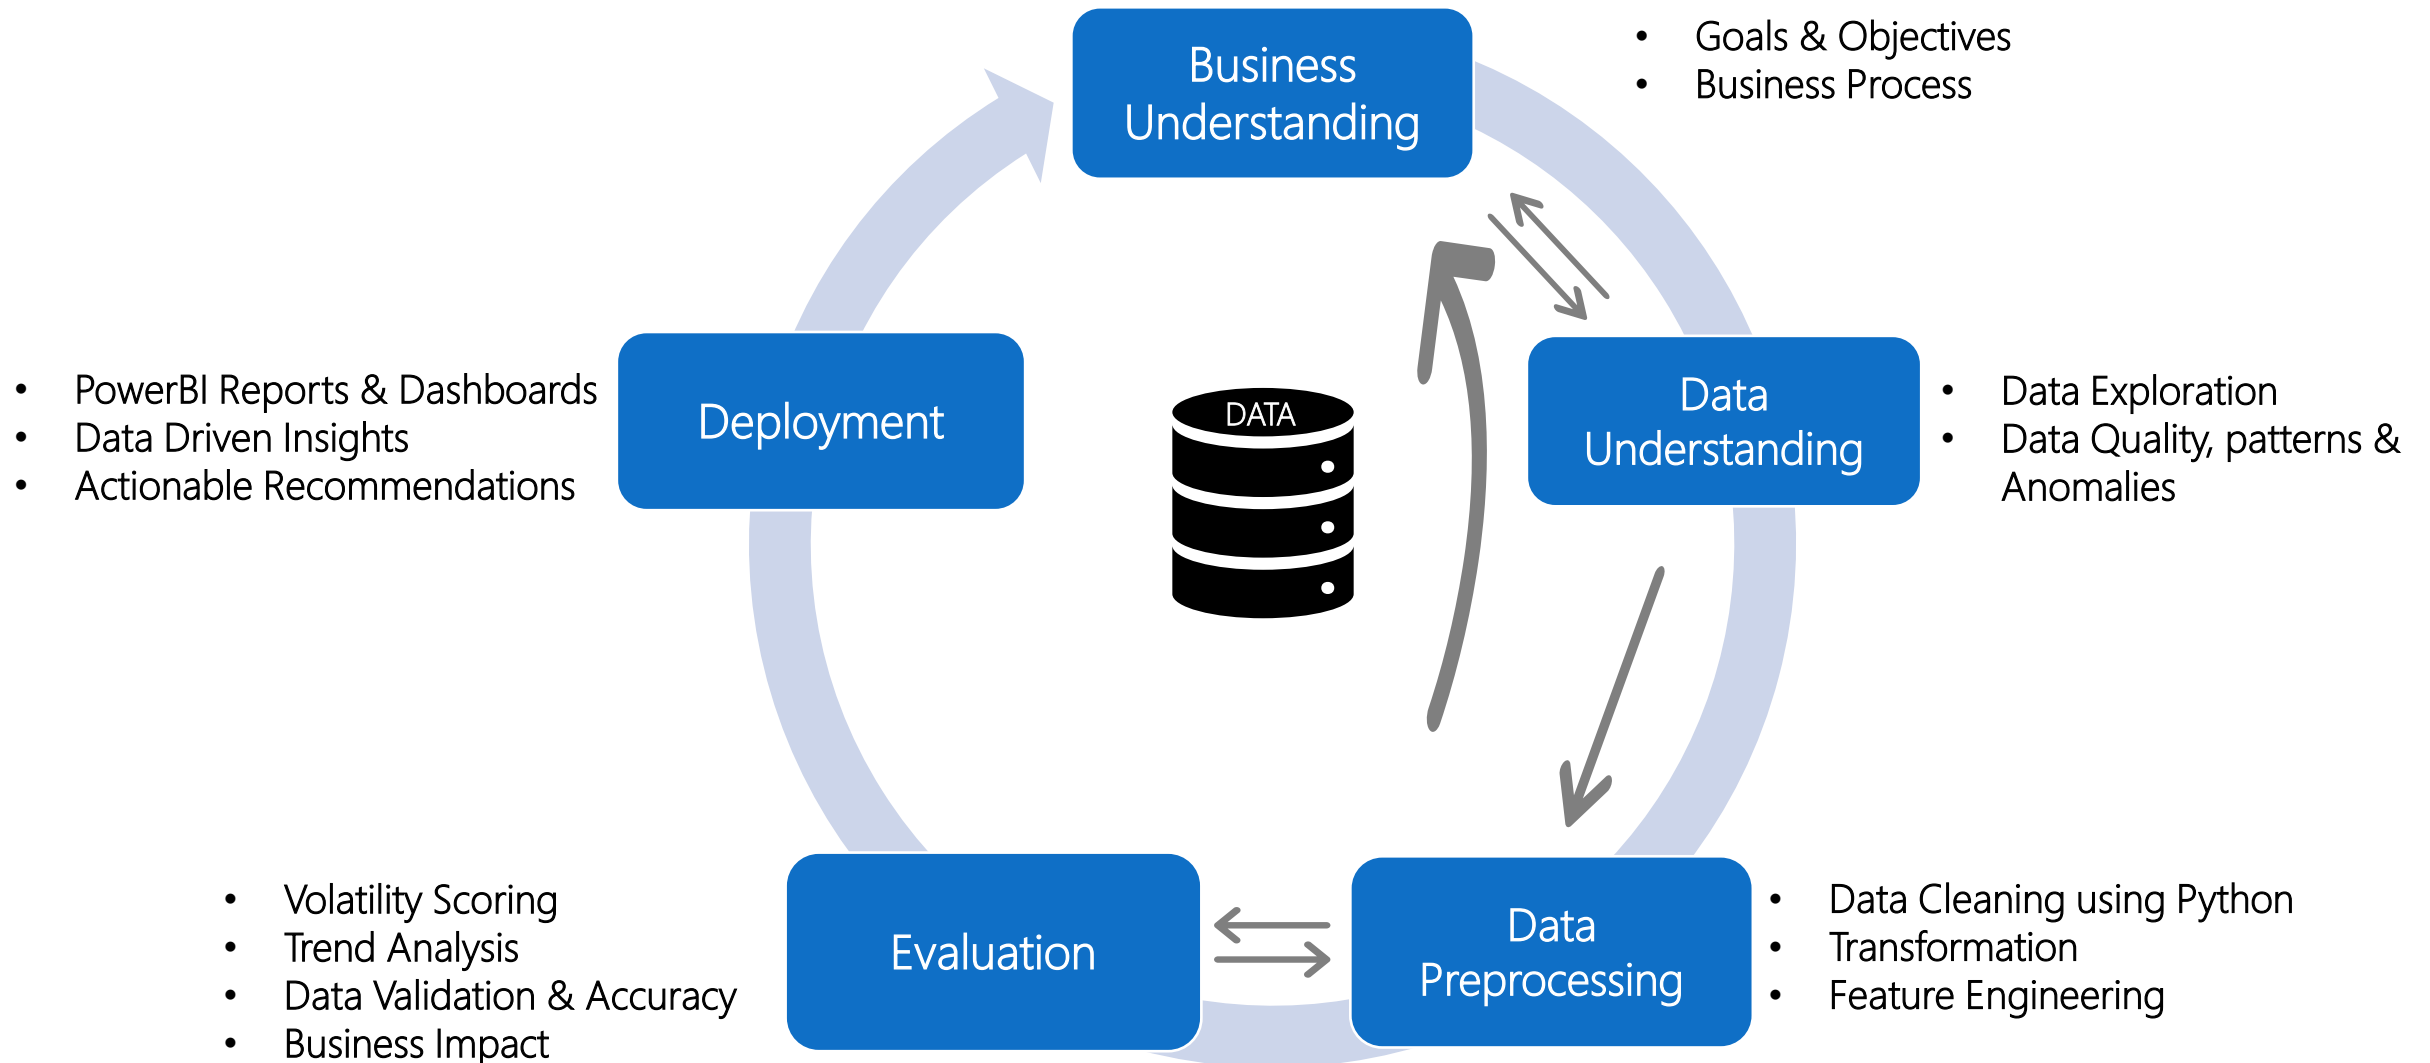 Business
Understanding
• Goals & Objectives
• Business Process
Data
Understanding
• Data Exploration
• Data Quality, patterns &
Anomalies
Data
Preprocessing
• Data Cleaning using Python
• Transformation
• Feature Engineering
Evaluation
• Volatility Scoring
• Trend Analysis
• Data Validation & Accuracy
• Business Impact
Deployment
• PowerBI Reports & Dashboards
• Data Driven Insights
• Actionable Recommendations
DATA